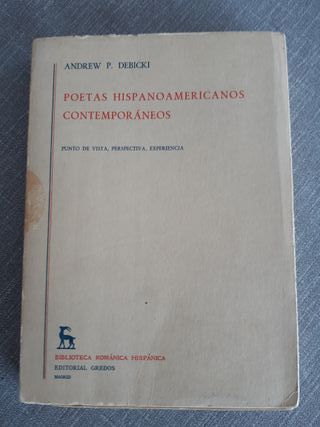 ANDREW P. DEBICKI
POETAS HISPANOAMERICANOS
CONTEMPORÁNEOS
PUNTO DE VISTA, PERSPECTIVA, EXPERIENCIA
BIBLIOTECA ROMÁNICA HISPÁNICA
EDITORIAL GREDOS
MADRID